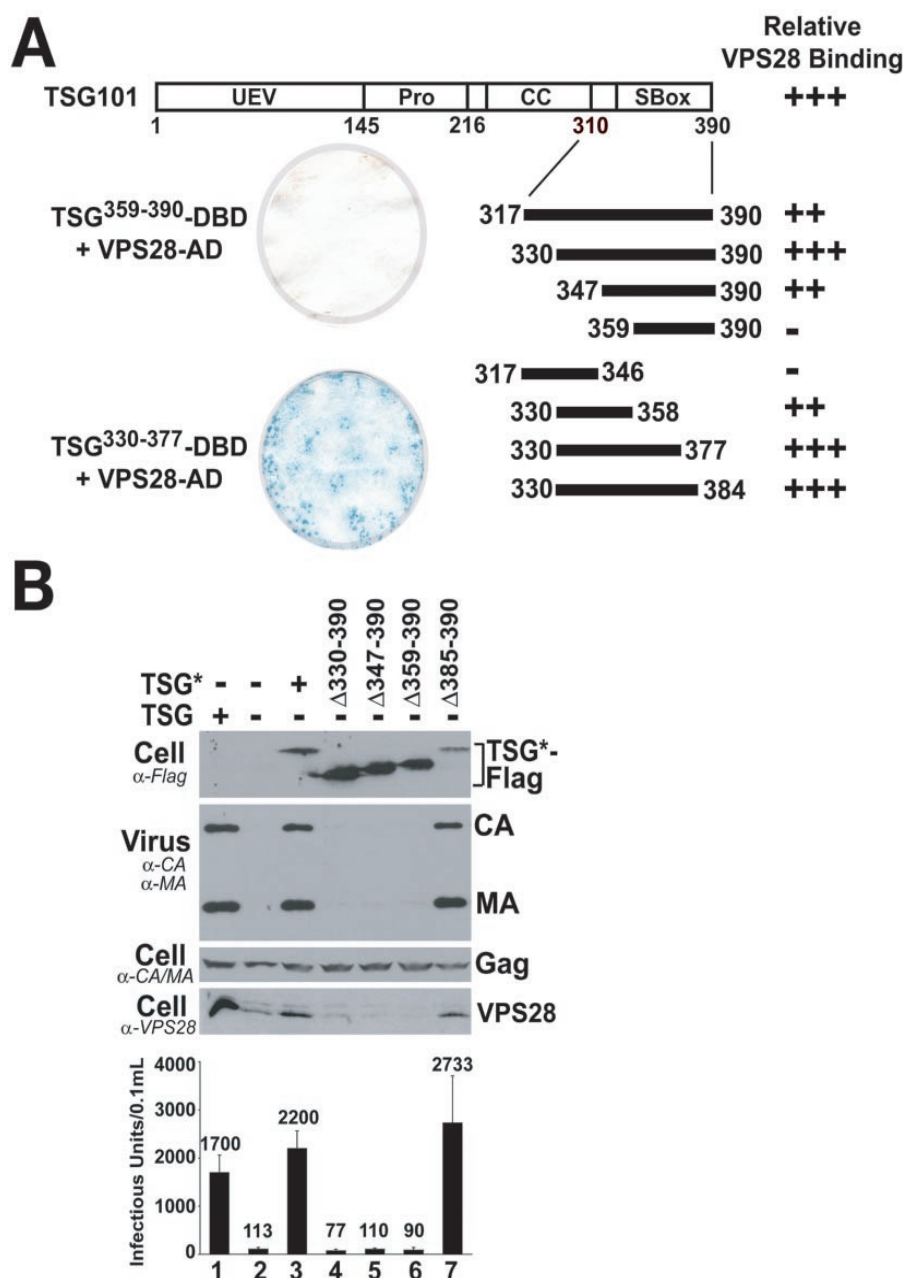 A
Relative
VPS28 Binding
TSG101 UEV Pro CC SBox +++
1 145 216 310 390
TSG359-390-DBD
+ VPS28-AD
317 390 ++
330 390 +++
347 390 ++
359 390 -
317 346 -
330 358 ++
TSG330-377-DBD
+ VPS28-AD
330 377 +++
330 384 +++
B
Δ330-390
Δ347-390
Δ359-390
Δ385-390
TSG* - - +
TSG + - - - - - -
Cell
α-Flag
TSG*-
Flag
Virus
α-CA
α-MA
CA
MA
Cell
α-CA/MA
Gag
Cell
α-VPS28
VPS28
Infectious Units/0.1mL
4000
3000
2000
1000
0
1700 113 2200 77 110 90 2733
1 2 3 4 5 6 7